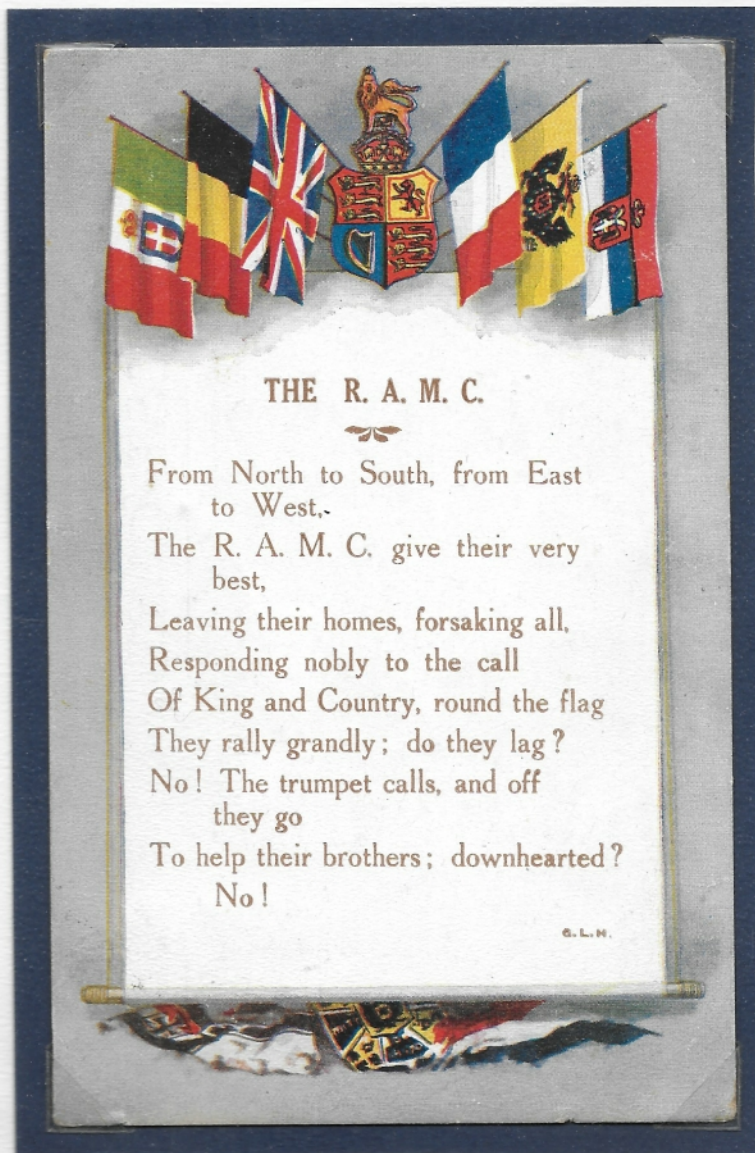 THE R. A. M. C.
From North to South, from East
to West,
The R. A. M. C. give their very
best,
Leaving their homes, forsaking all,
Responding nobly to the call
Of King and Country, round the flag
They rally grandly; do they lag?
No! The trumpet calls, and off
they go
To help their brothers; downhearted?
No!
G. L. H.